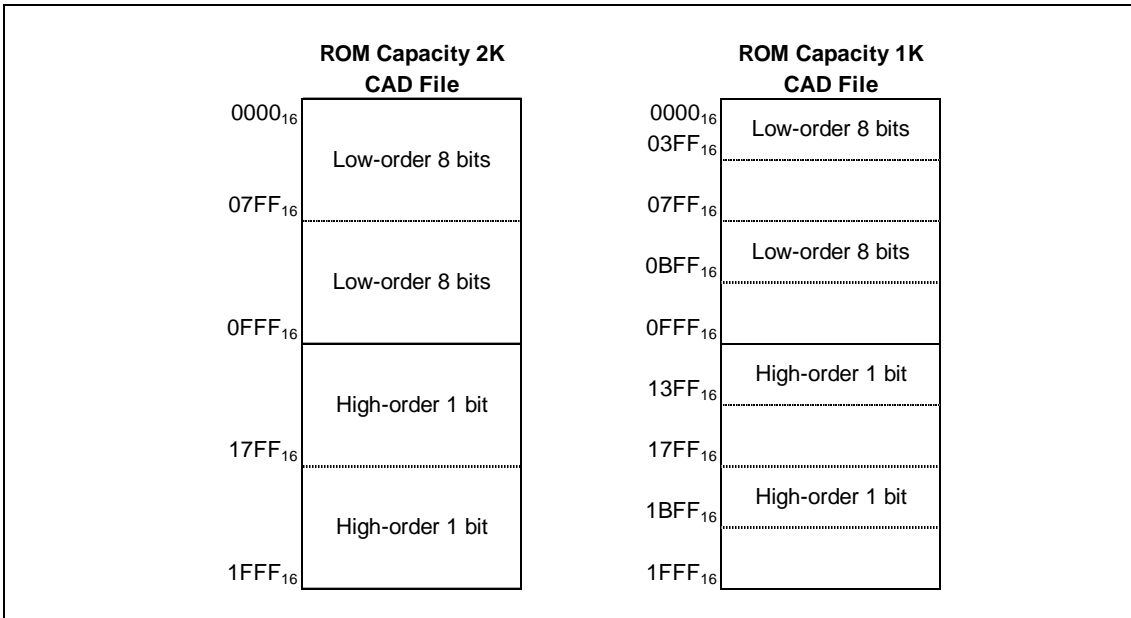 ROM Capacity 2K
CAD File
0000₁₆
Low-order 8 bits
07FF₁₆
Low-order 8 bits
0FFF₁₆
High-order 1 bit
17FF₁₆
High-order 1 bit
1FFF₁₆
ROM Capacity 1K
CAD File
0000₁₆
Low-order 8 bits
03FF₁₆
07FF₁₆
Low-order 8 bits
0BFF₁₆
0FFF₁₆
High-order 1 bit
13FF₁₆
17FF₁₆
High-order 1 bit
1BFF₁₆
1FFF₁₆